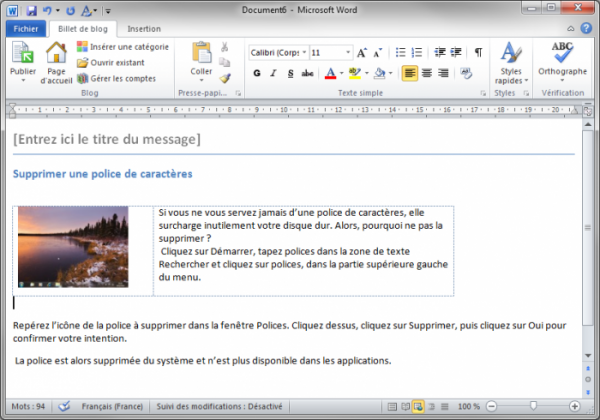 Document6 - Microsoft Word
Fichier Billet de blog Insertion
Publier
Page d'accueil
Insérer une catégorie
Ouvrir existant
Gérer les comptes
Blog
Coller
Presse-papi...
Calibri (Corp: 11
G I S abc
Texte simple
Styles rapides
Styles
ABC
Orthographe
Vérification
[Entrez ici le titre du message]
Supprimer une police de caractères
Si vous ne vous servez jamais d'une police de caractères, elle
surcharge inutilement votre disque dur. Alors, pourquoi ne pas la
supprimer ?
Cliquez sur Démarrer, tapez polices dans la zone de texte
Rechercher et cliquez sur polices, dans la partie supérieure gauche
du menu.
Repérez l'icône de la police à supprimer dans la fenêtre Polices. Cliquez dessus, cliquez sur Supprimer, puis cliquez sur Oui pour
confirmer votre intention.
La police est alors supprimée du système et n'est plus disponible dans les applications.
Mots : 94 Français (France) Suivi des modifications : Désactivé 100 %